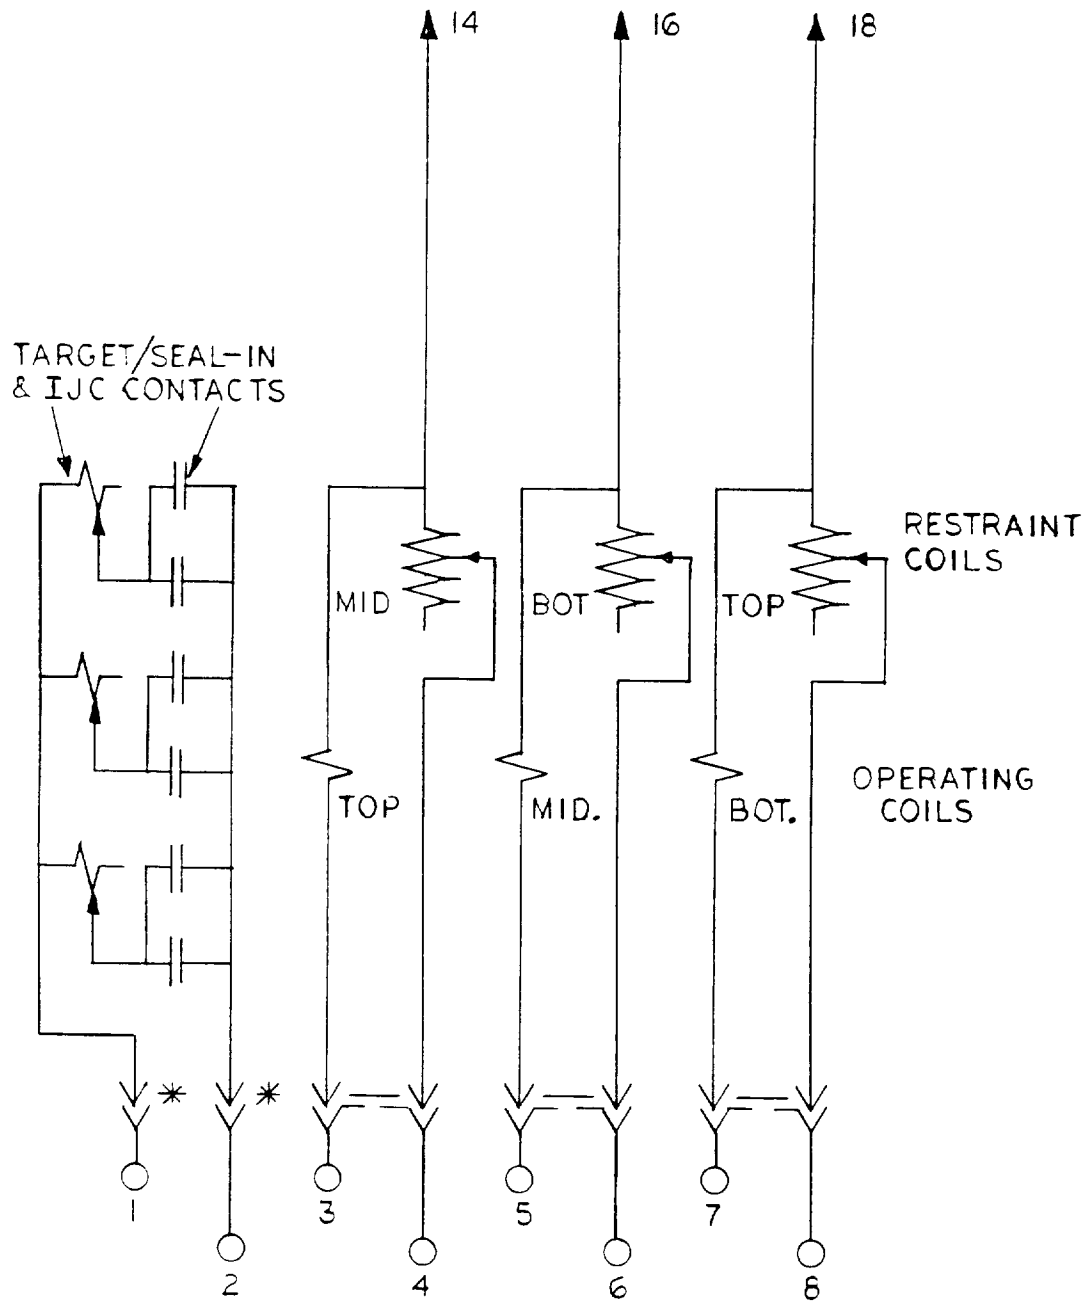 14
16
18
TARGET/SEAL-IN
& IJC CONTACTS
RESTRAINT
COILS
MID
BOT
TOP
OPERATING
COILS
TOP
MID.
BOT.
*
*
1
3
5
7
2
4
6
8